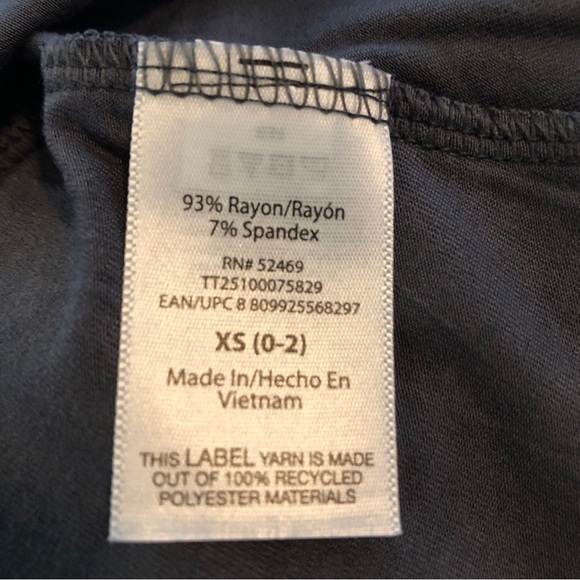 93% Rayon/Rayón
7% Spandex
RN# 52469
TT25100075829
EAN/UPC 8 809925568297
XS (0-2)
Made In/Hecho En
Vietnam
THIS LABEL YARN IS MADE
OUT OF 100% RECYCLED
POLYESTER MATERIALS